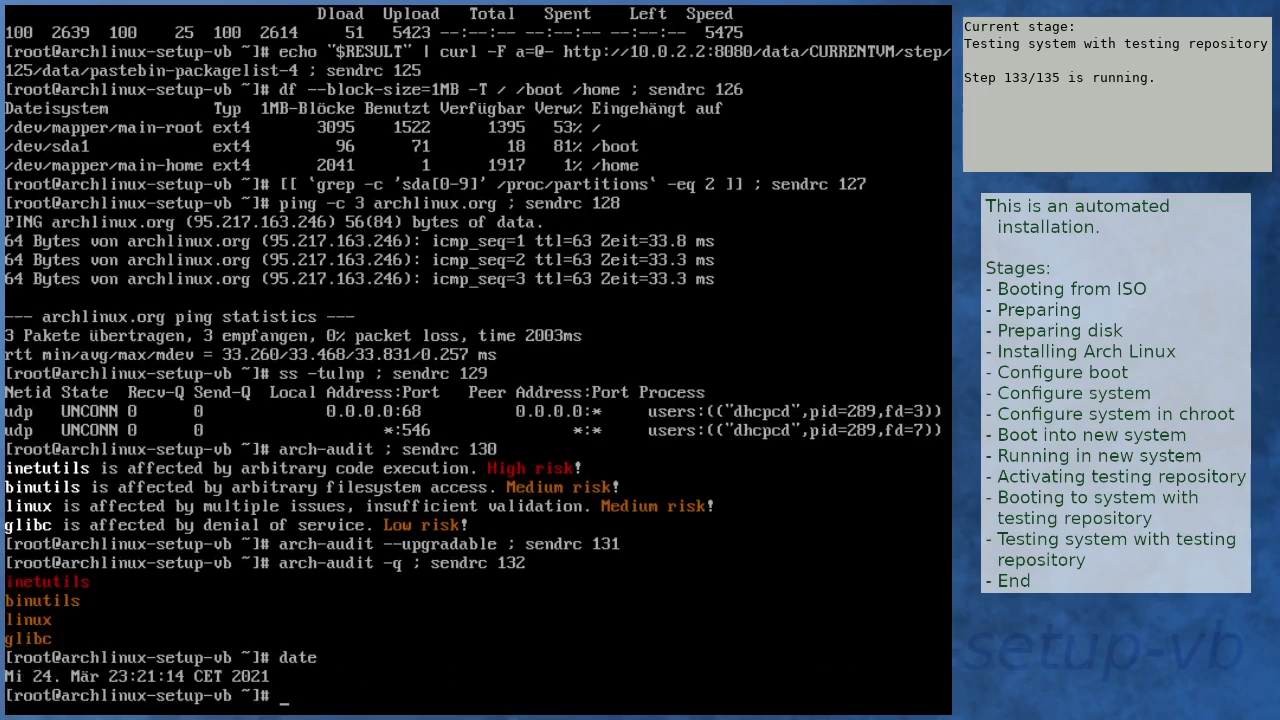 Dload  Upload   Total   Spent    Left  Speed
100  2639  100    25  100  2614     51   5423 --:--:-- --:--:-- --:--:--  5475
[root@archlinux-setup-vb ~]# echo "$RESULT" | curl -F a=@- http://10.0.2.2:8080/data/CURRENTVM/step/
125/data/pastebin-packagelist-4 ; sendrc 125
[root@archlinux-setup-vb ~]# df --block-size=1MB -T / /boot /home ; sendrc 126
Dateisystem           Typ  1MB-Blöcke Benutzt Verfügbar Verw% Eingehängt auf
/dev/mapper/main-root ext4       3095    1522      1395   53% /
/dev/sda1             ext4         96      71        18   81% /boot
/dev/mapper/main-home ext4       2041       1      1917    1% /home
[root@archlinux-setup-vb ~]# [[ `grep -c 'sda[0-9]' /proc/partitions` -eq 2 ]] ; sendrc 127
[root@archlinux-setup-vb ~]# ping -c 3 archlinux.org ; sendrc 128
PING archlinux.org (95.217.163.246) 56(84) bytes of data.
64 Bytes von archlinux.org (95.217.163.246): icmp_seq=1 ttl=63 Zeit=33.8 ms
64 Bytes von archlinux.org (95.217.163.246): icmp_seq=2 ttl=63 Zeit=33.3 ms
64 Bytes von archlinux.org (95.217.163.246): icmp_seq=3 ttl=63 Zeit=33.3 ms
--- archlinux.org ping statistics ---
3 Pakete übertragen, 3 empfangen, 0% packet loss, time 2003ms
rtt min/avg/max/mdev = 33.260/33.468/33.831/0.257 ms
[root@archlinux-setup-vb ~]# ss -tulnp ; sendrc 129
Netid State  Recv-Q Send-Q  Local Address:Port   Peer Address:Port Process
udp   UNCONN 0      0             0.0.0.0:68          0.0.0.0:*     users:(("dhcpcd",pid=289,fd=3))
udp   UNCONN 0      0                  *:546               *:*     users:(("dhcpcd",pid=289,fd=7))
[root@archlinux-setup-vb ~]# arch-audit ; sendrc 130
inetutils is affected by arbitrary code execution. High risk!
binutils is affected by arbitrary filesystem access. Medium risk!
linux is affected by multiple issues, insufficient validation. Medium risk!
glibc is affected by denial of service. Low risk!
[root@archlinux-setup-vb ~]# arch-audit --upgradable ; sendrc 131
[root@archlinux-setup-vb ~]# arch-audit -q ; sendrc 132
inetutils
binutils
linux
glibc
[root@archlinux-setup-vb ~]# date
Mi 24. Mär 23:21:14 CET 2021
[root@archlinux-setup-vb ~]# _
Current stage:
Testing system with testing repository
Step 133/135 is running.
This is an automated
installation.
Stages:
- Booting from ISO
- Preparing
- Preparing disk
- Installing Arch Linux
- Configure boot
- Configure system
- Configure system in chroot
- Boot into new system
- Running in new system
- Activating testing repository
- Booting to system with
testing repository
- Testing system with testing
repository
- End
setup-vb